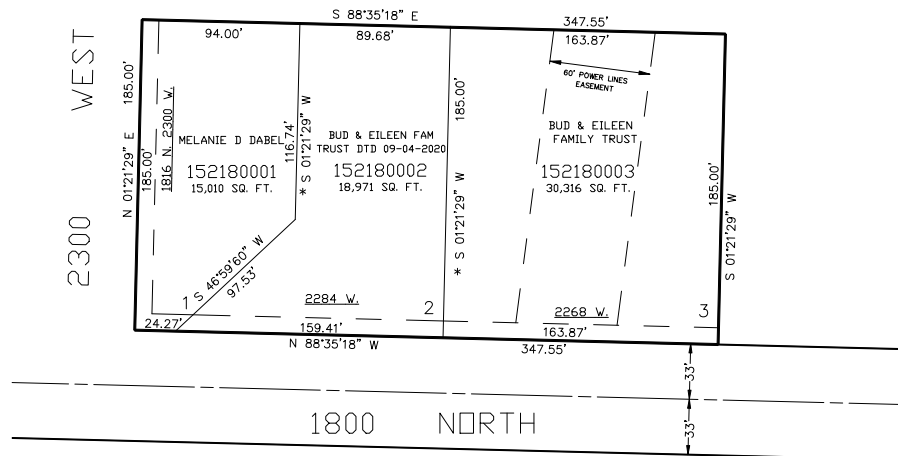 S 88°35'18" E
347.55'
94.00'
89.68'
163.87'
60' POWER LINES
EASEMENT
2300 WEST
N 01°21'29" E 185.00'
185.00'
1816 N. 2300 W.
MELANIE D DABEL
152180001
15,010 SQ. FT.
116.74'
* S 01°21'29" W
BUD & EILEEN FAM
TRUST DTD 09-04-2020
152180002
18,971 SQ. FT.
185.00'
* S 01°21'29" W
BUD & EILEEN
FAMILY TRUST
152180003
30,316 SQ. FT.
185.00'
S 01°21'29" W
S 46°59'60" W
97.53'
1
2284 W.
2
2268 W.
3
24.27'
159.41'
163.87'
N 88°35'18" W
347.55'
33'
1800 NORTH
33'